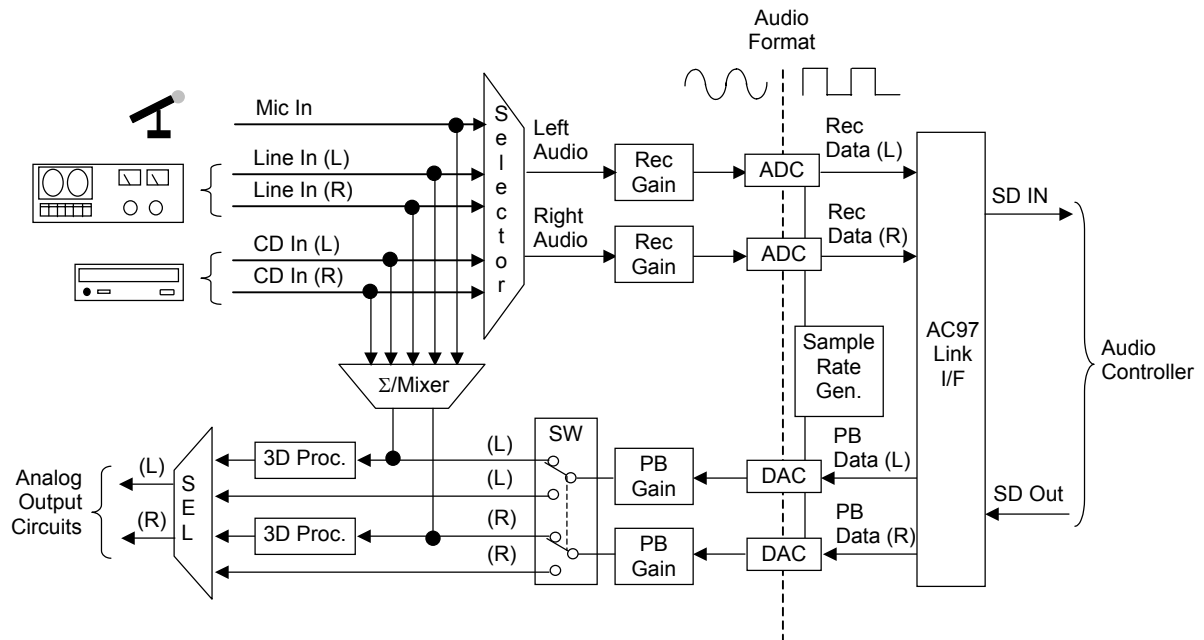 Audio
Format
Mic In
Line In (L)
Line In (R)
CD In (L)
CD In (R)
Selector
Left
Audio
Right
Audio
Rec
Gain
Rec
Gain
ADC
ADC
Rec
Data (L)
Rec
Data (R)
AC97
Link
I/F
SD IN
SD Out
Audio
Controller
Sample
Rate
Gen.
Σ/Mixer
SW
(L)
(L)
(R)
(R)
3D Proc.
3D Proc.
PB
Gain
PB
Gain
DAC
DAC
PB
Data (L)
PB
Data (R)
SEL
(L)
(R)
Analog
Output
Circuits